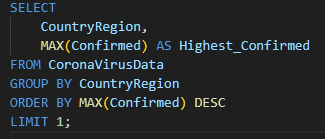 SELECT
    CountryRegion,
    MAX(Confirmed) AS Highest_Confirmed
FROM CoronaVirusData
GROUP BY CountryRegion
ORDER BY MAX(Confirmed) DESC
LIMIT 1;